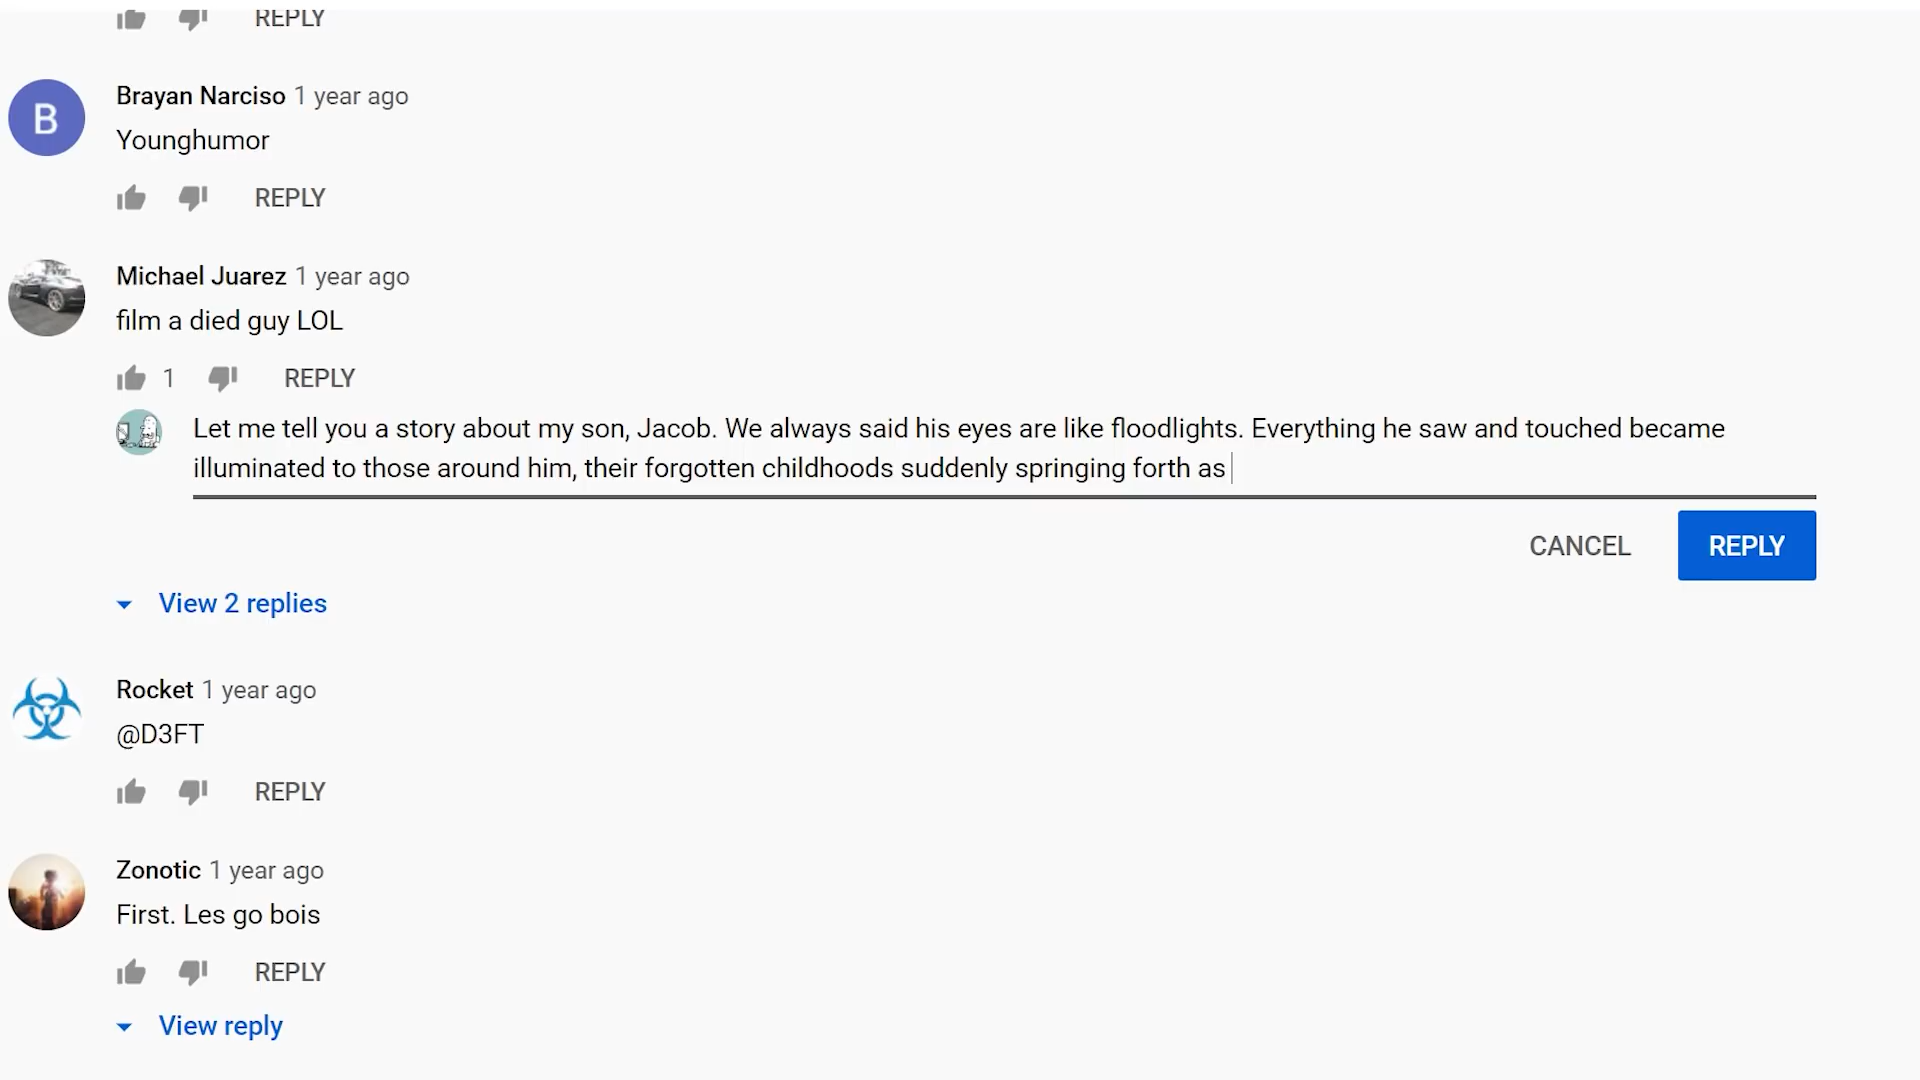 REPLY
B
Brayan Narciso 1 year ago
Younghumor
REPLY
Michael Juarez 1 year ago
film a died guy LOL
1 REPLY
Let me tell you a story about my son, Jacob. We always said his eyes are like floodlights. Everything he saw and touched became
illuminated to those around him, their forgotten childhoods suddenly springing forth as
CANCEL REPLY
View 2 replies
Rocket 1 year ago
@D3FT
REPLY
Zonotic 1 year ago
First. Les go bois
REPLY
View reply